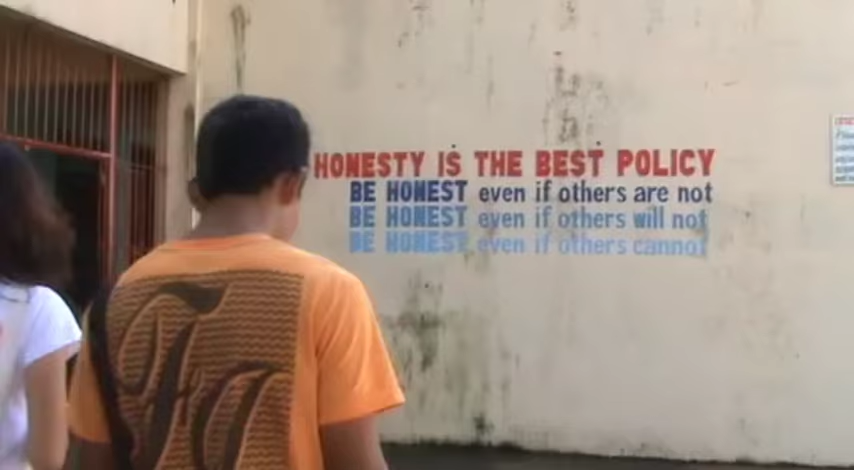 HONESTY IS THE BEST POLICY
BE HONEST even if others are not
BE HONEST even if others will not
BE HONEST even if others cannot